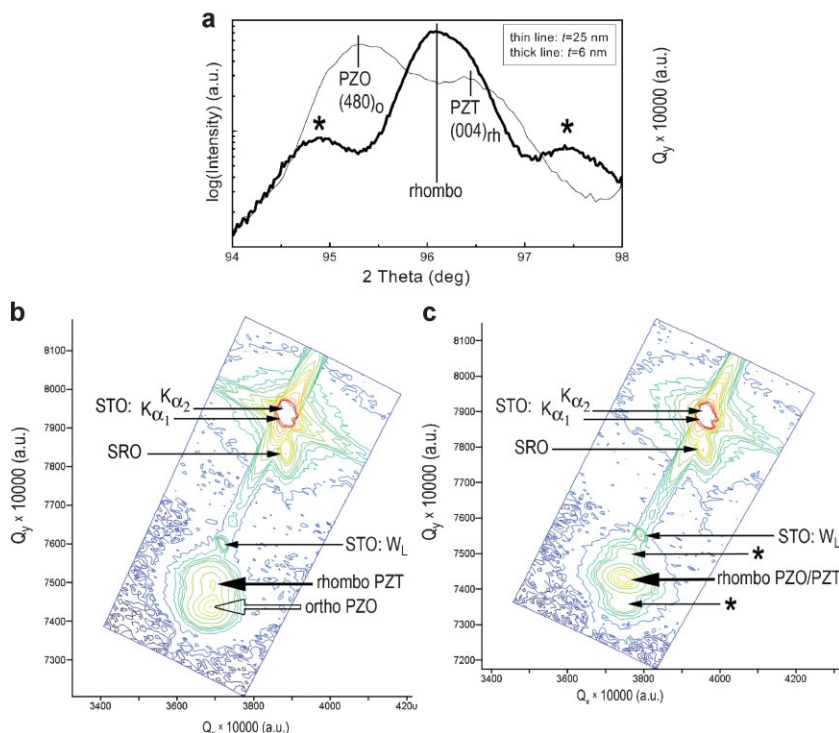 a
log(Intensity) (a.u.)
thin line: t=25 nm
thick line: t=6 nm
PZO
(480)o
*
PZT
(004)rh
*
rhombo
94 95 96 97 98
2 Theta (deg)
Qy × 10000 (a.u.)
b
8100
8000
7900
7800
7700
7600
7500
7400
7300
Qy × 10000 (a.u.)
STO: Kα2
Kα1
SRO
STO: WL
rhombo PZT
ortho PZO
3400 3600 3800 4000
Q × 10000 (a.u.)
c
8100
8000
7900
7800
7700
7600
7500
7400
7300
7200
STO: Kα2
Kα1
SRO
STO: WL
*
rhombo PZO/PZT
*
3400 3600 3800 4000 4200
Qx × 10000 (a.u.)